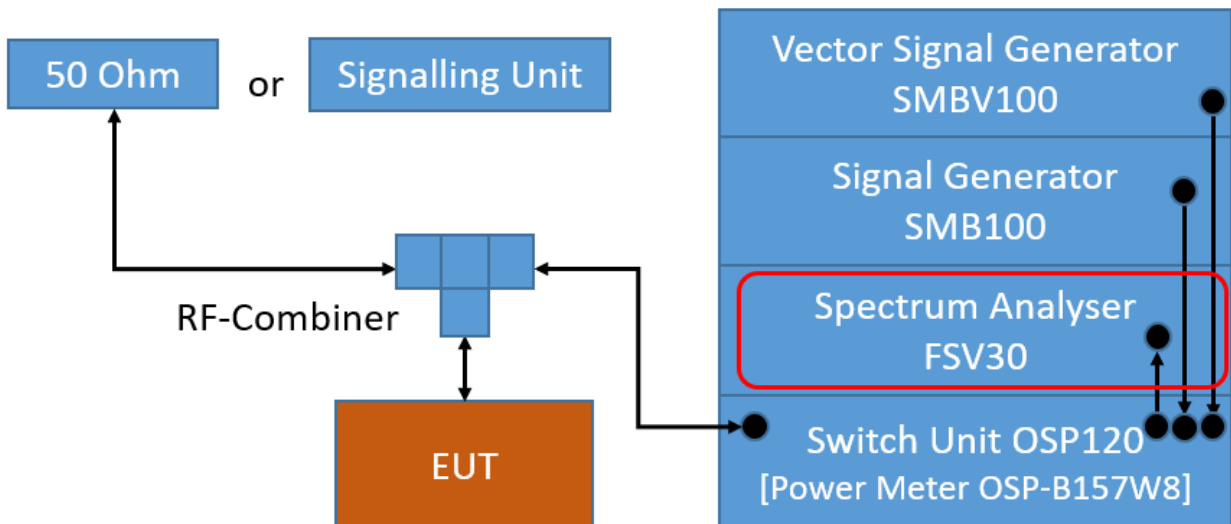 50 Ohm
or
Signalling Unit
RF-Combiner
EUT
Vector Signal Generator
SMBV100
Signal Generator
SMB100
Spectrum Analyser
FSV30
Switch Unit OSP120
[Power Meter OSP-B157W8]